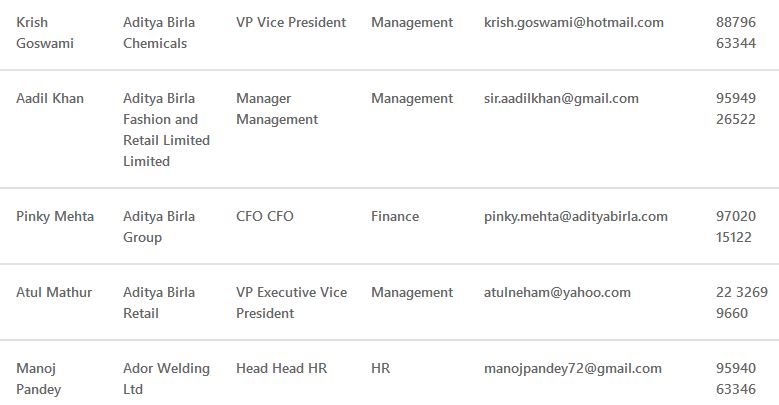 Krish Goswami Aditya Birla Chemicals VP Vice President Management krish.goswami@hotmail.com 88796 63344
Aadil Khan Aditya Birla Fashion and Retail Limited Limited Manager Management Management sir.aadilkhan@gmail.com 95949 26522
Pinky Mehta Aditya Birla Group CFO CFO Finance pinky.mehta@adityabirla.com 97020 15122
Atul Mathur Aditya Birla Retail VP Executive Vice President Management atulneham@yahoo.com 22 3269 9660
Manoj Pandey Ador Welding Ltd Head Head HR HR manojpandey72@gmail.com 95940 63346